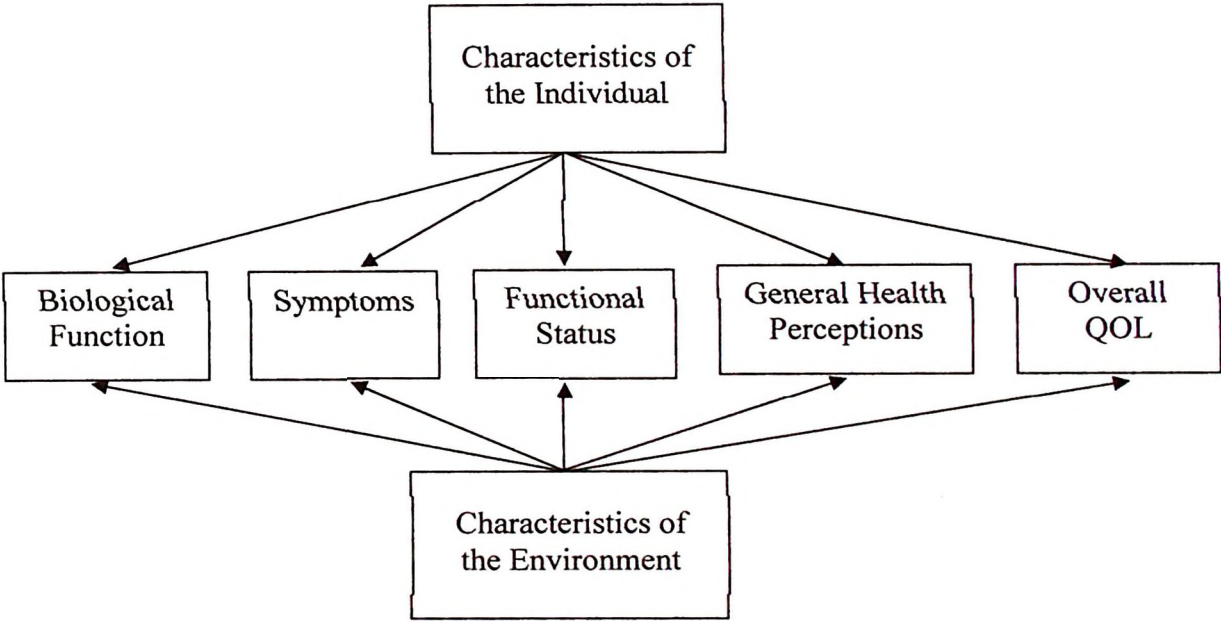 Characteristics of
the Individual
Biological
Function
Symptoms
Functional
Status
General Health
Perceptions
Overall
QOL
Characteristics of
the Environment